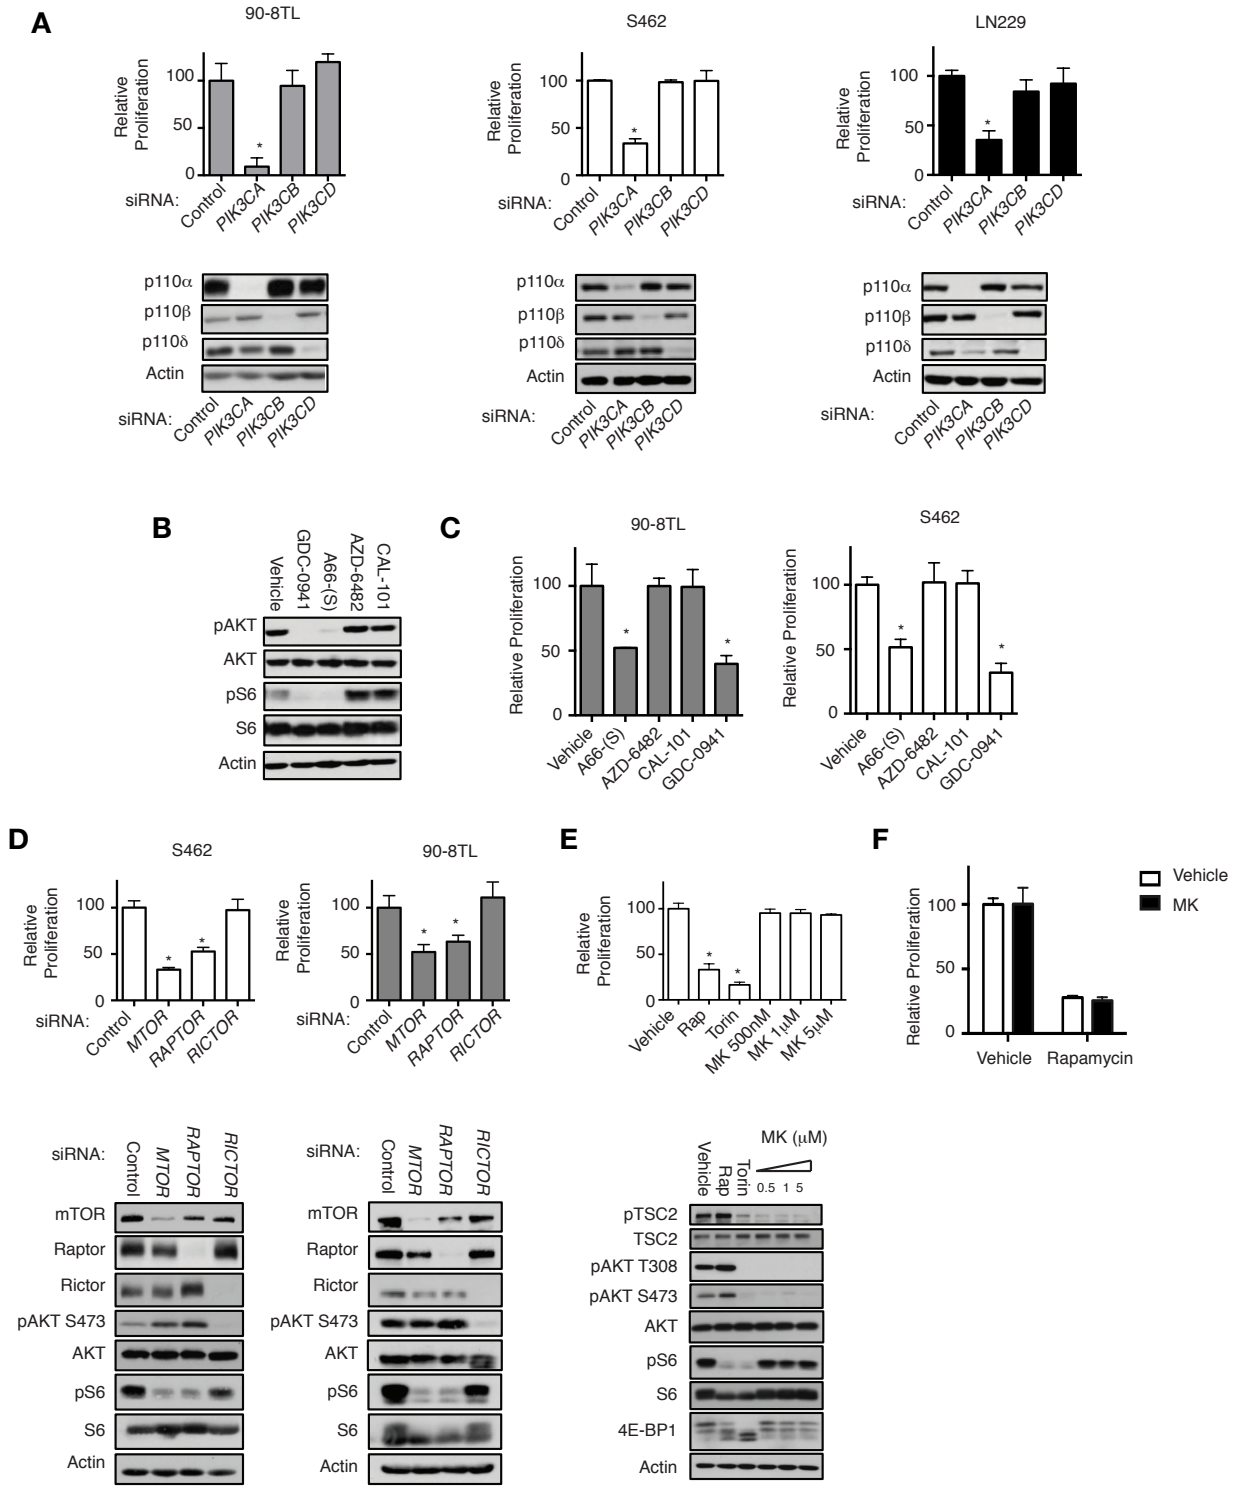 A
90-8TL
Relative
Proliferation
100
50
0
siRNA:
Control
PIK3CA
PIK3CB
PIK3CD
*
p110α
p110β
p110δ
Actin
siRNA:
Control
PIK3CA
PIK3CB
PIK3CD
S462
Relative
Proliferation
100
50
0
siRNA:
Control
PIK3CA
PIK3CB
PIK3CD
*
p110α
p110β
p110δ
Actin
siRNA:
Control
PIK3CA
PIK3CB
PIK3CD
LN229
Relative
Proliferation
100
50
0
siRNA:
Control
PIK3CA
PIK3CB
PIK3CD
*
p110α
p110β
p110δ
Actin
siRNA:
Control
PIK3CA
PIK3CB
PIK3CD
B
Vehicle
GDC-0941
A66-(S)
AZD-6482
CAL-101
pAKT
AKT
pS6
S6
Actin
C
90-8TL
Relative Proliferation
100
50
0
*
*
Vehicle
A66-(S)
AZD-6482
CAL-101
GDC-0941
S462
Relative Proliferation
100
50
0
*
*
Vehicle
A66-(S)
AZD-6482
CAL-101
GDC-0941
D
S462
Relative
Proliferation
100
50
0
*
*
siRNA:
Control
MTOR
RAPTOR
RICTOR
90-8TL
Relative
Proliferation
100
50
0
*
*
siRNA:
Control
MTOR
RAPTOR
RICTOR
siRNA:
Control
MTOR
RAPTOR
RICTOR
mTOR
Raptor
Rictor
pAKT S473
AKT
pS6
S6
Actin
siRNA:
Control
MTOR
RAPTOR
RICTOR
mTOR
Raptor
Rictor
pAKT S473
AKT
pS6
S6
Actin
E
Relative
Proliferation
100
50
0
*
*
Vehicle
Rap
Torin
MK 500nM
MK 1μM
MK 5μM
Vehicle
Rap
Torin
MK (μM)
0.5 1 5
pTSC2
TSC2
pAKT T308
pAKT S473
AKT
pS6
S6
4E-BP1
Actin
F
Relative Proliferation
100
50
0
Vehicle
Rapamycin
Vehicle
MK